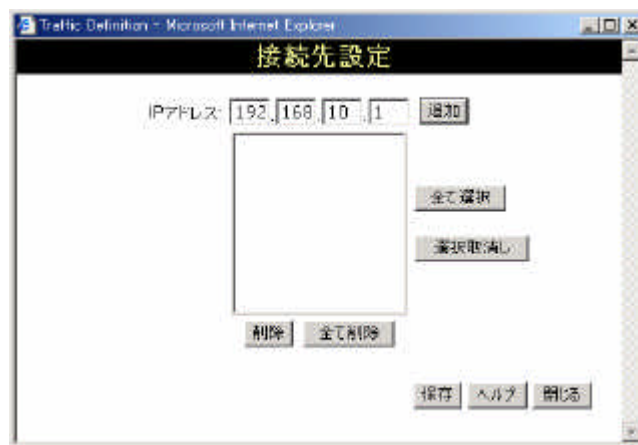 Traffic Definition - Microsoft Internet Explorer
接続先設定
IPアドレス: 192.168.10.1 追加
全て選択
選択取消し
削除 全て削除
保存 ヘルプ 閉じる